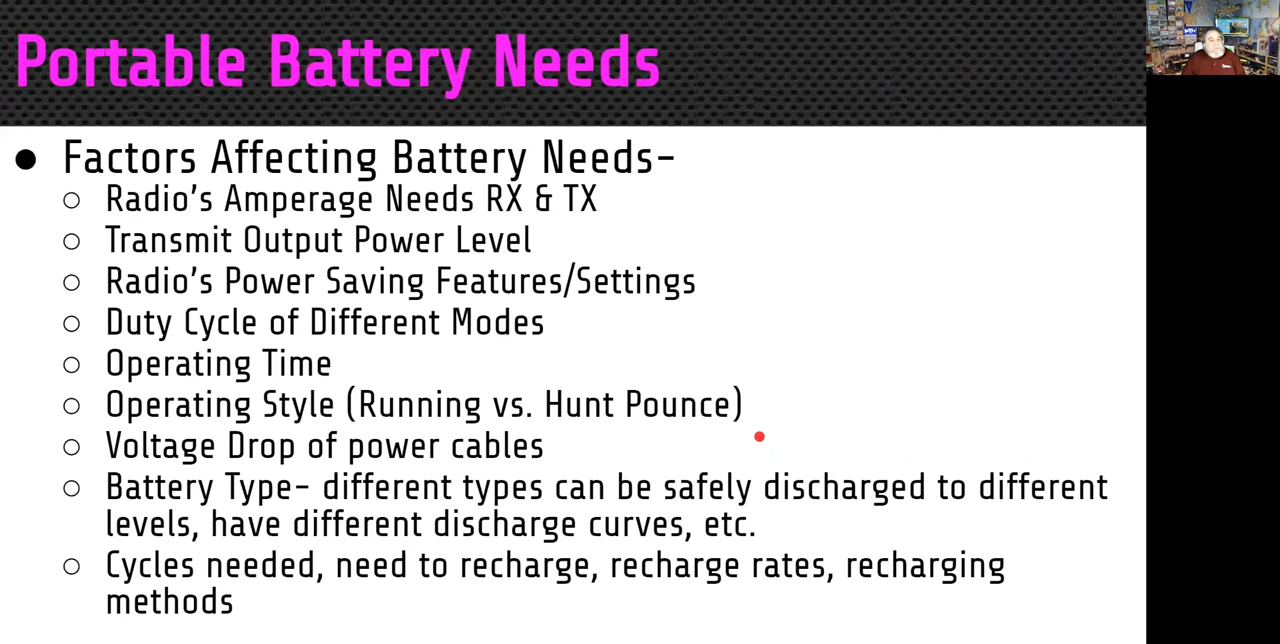 Portable Battery Needs
● Factors Affecting Battery Needs-
○ Radio's Amperage Needs RX & TX
○ Transmit Output Power Level
○ Radio's Power Saving Features/Settings
○ Duty Cycle of Different Modes
○ Operating Time
○ Operating Style (Running vs. Hunt Pounce)
○ Voltage Drop of power cables
○ Battery Type- different types can be safely discharged to different
levels, have different discharge curves, etc.
○ Cycles needed, need to recharge, recharge rates, recharging
methods